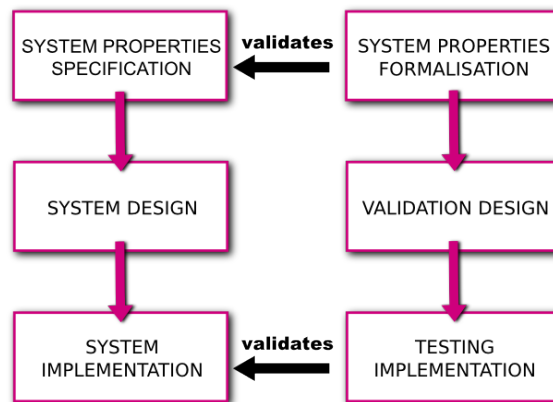 SYSTEM PROPERTIES
SPECIFICATION
validates
SYSTEM PROPERTIES
FORMALISATION
SYSTEM DESIGN
VALIDATION DESIGN
SYSTEM
IMPLEMENTATION
validates
TESTING
IMPLEMENTATION